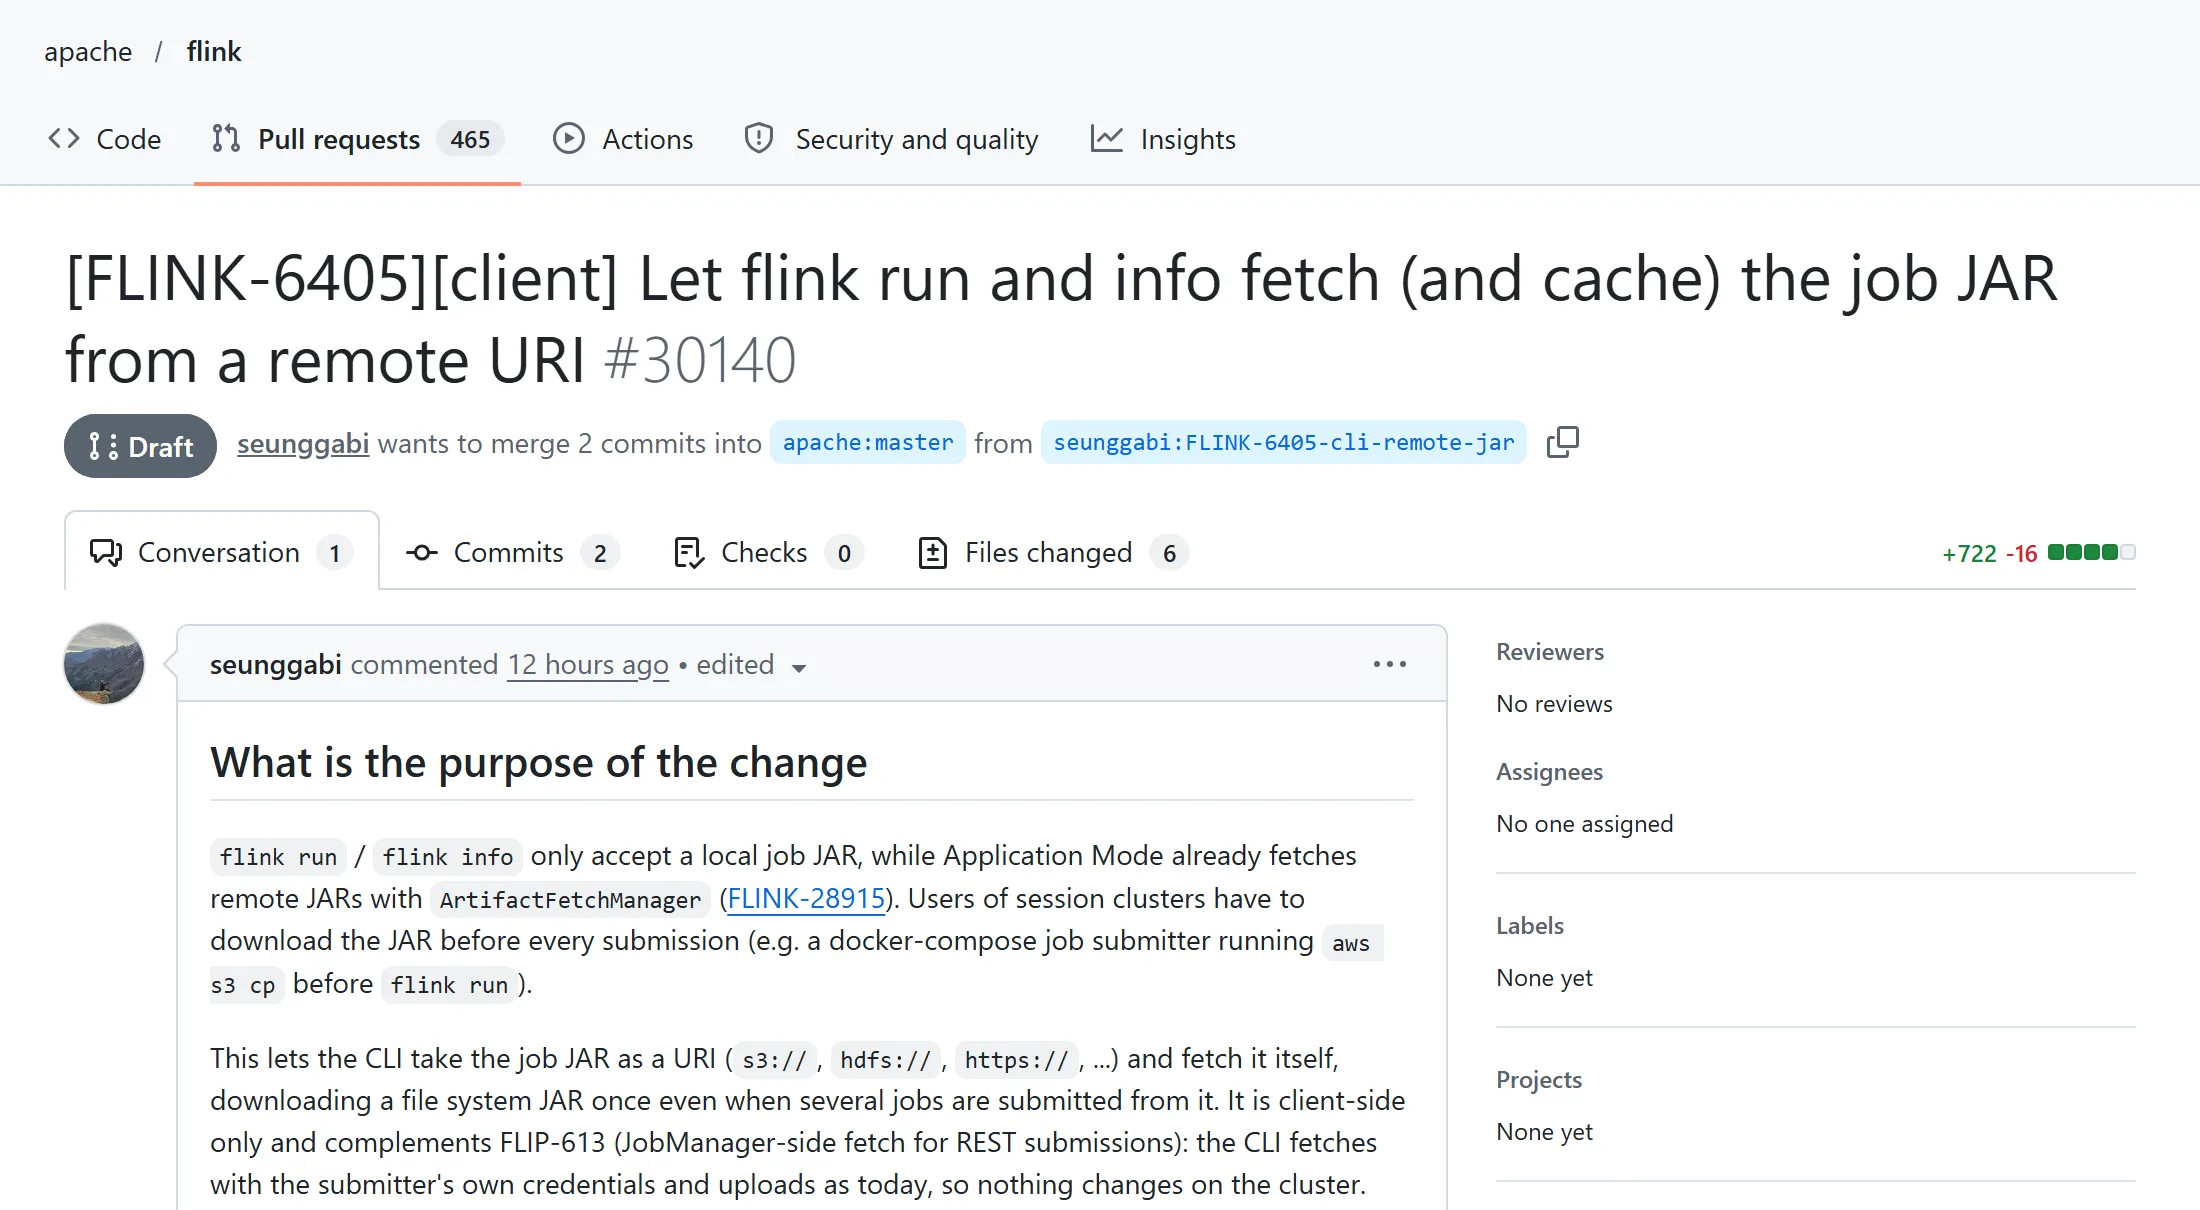 apache / flink
Code Pull requests 465 Actions Security and quality Insights
[FLINK-6405][client] Let flink run and info fetch (and cache) the job JAR
from a remote URI #30140
Draft seunggabi wants to merge 2 commits into apache:master from seunggabi:FLINK-6405-cli-remote-jar
Conversation 1 Commits 2 Checks 0 Files changed 6 +722 -16
seunggabi commented 12 hours ago • edited
What is the purpose of the change
flink run / flink info only accept a local job JAR, while Application Mode already fetches
remote JARs with ArtifactFetchManager (FLINK-28915). Users of session clusters have to
download the JAR before every submission (e.g. a docker-compose job submitter running aws
s3 cp before flink run).
This lets the CLI take the job JAR as a URI (s3://, hdfs://, https://, ...) and fetch it itself,
downloading a file system JAR once even when several jobs are submitted from it. It is client-side
only and complements FLIP-613 (JobManager-side fetch for REST submissions): the CLI fetches
with the submitter's own credentials and uploads as today, so nothing changes on the cluster.
Reviewers
No reviews
Assignees
No one assigned
Labels
None yet
Projects
None yet